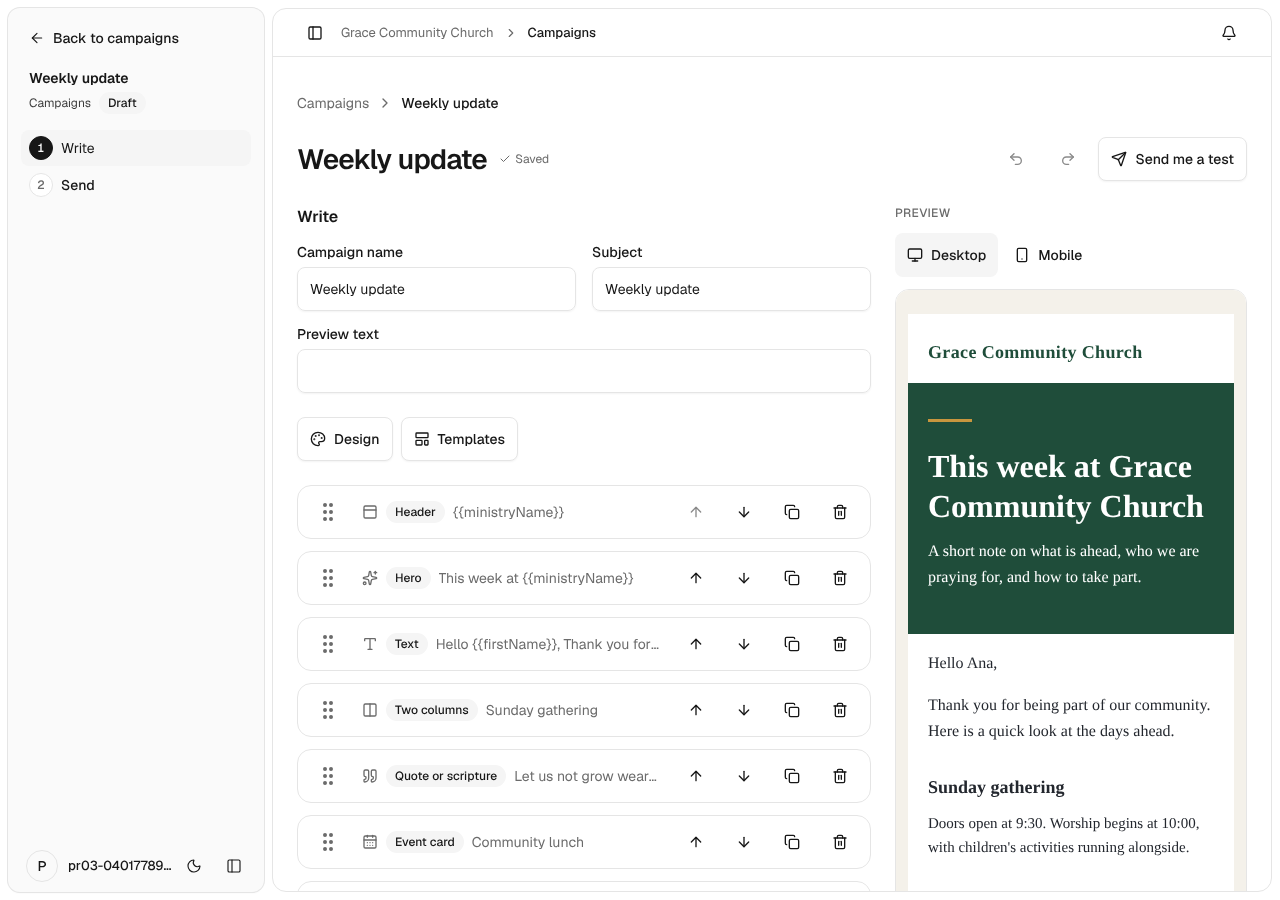 Back to campaigns
Weekly update
Campaigns Draft
1 Write
2 Send
P pr03-04017789...
Grace Community Church > Campaigns
Campaigns > Weekly update
Weekly update Saved
Send me a test
Write
Campaign name
Weekly update
Subject
Weekly update
Preview text
Design Templates
Header {{ministryName}}
Hero This week at {{ministryName}}
Text Hello {{firstName}}, Thank you for...
Two columns Sunday gathering
Quote or scripture Let us not grow wear...
Event card Community lunch
PREVIEW
Desktop Mobile
Grace Community Church
This week at Grace
Community Church
A short note on what is ahead, who we are
praying for, and how to take part.
Hello Ana,
Thank you for being part of our community.
Here is a quick look at the days ahead.
Sunday gathering
Doors open at 9:30. Worship begins at 10:00,
with children's activities running alongside.